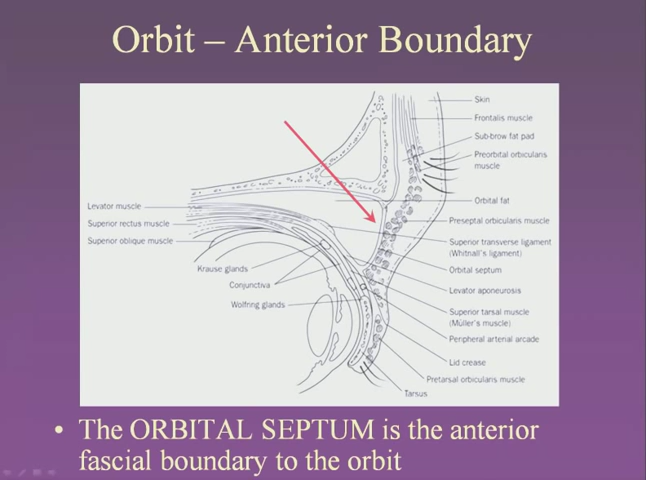 Orbit – Anterior Boundary
Skin
Frontalis muscle
Sub-brow fat pad
Preorbital orbicularis
muscle
Orbital fat
Levator muscle
Superior rectus muscle
Superior oblique muscle
Preseptal orbicularis muscle
Superior transverse ligament
(Whitnall's ligament)
Krause glands
Conjunctiva
Wolfring glands
Orbital septum
Levator aponeurosis
Superior tarsal muscle
(Müller's muscle)
Peripheral arterial arcade
Lid crease
Pretarsal orbicularis muscle
Tarsus
• The ORBITAL SEPTUM is the anterior
fascial boundary to the orbit